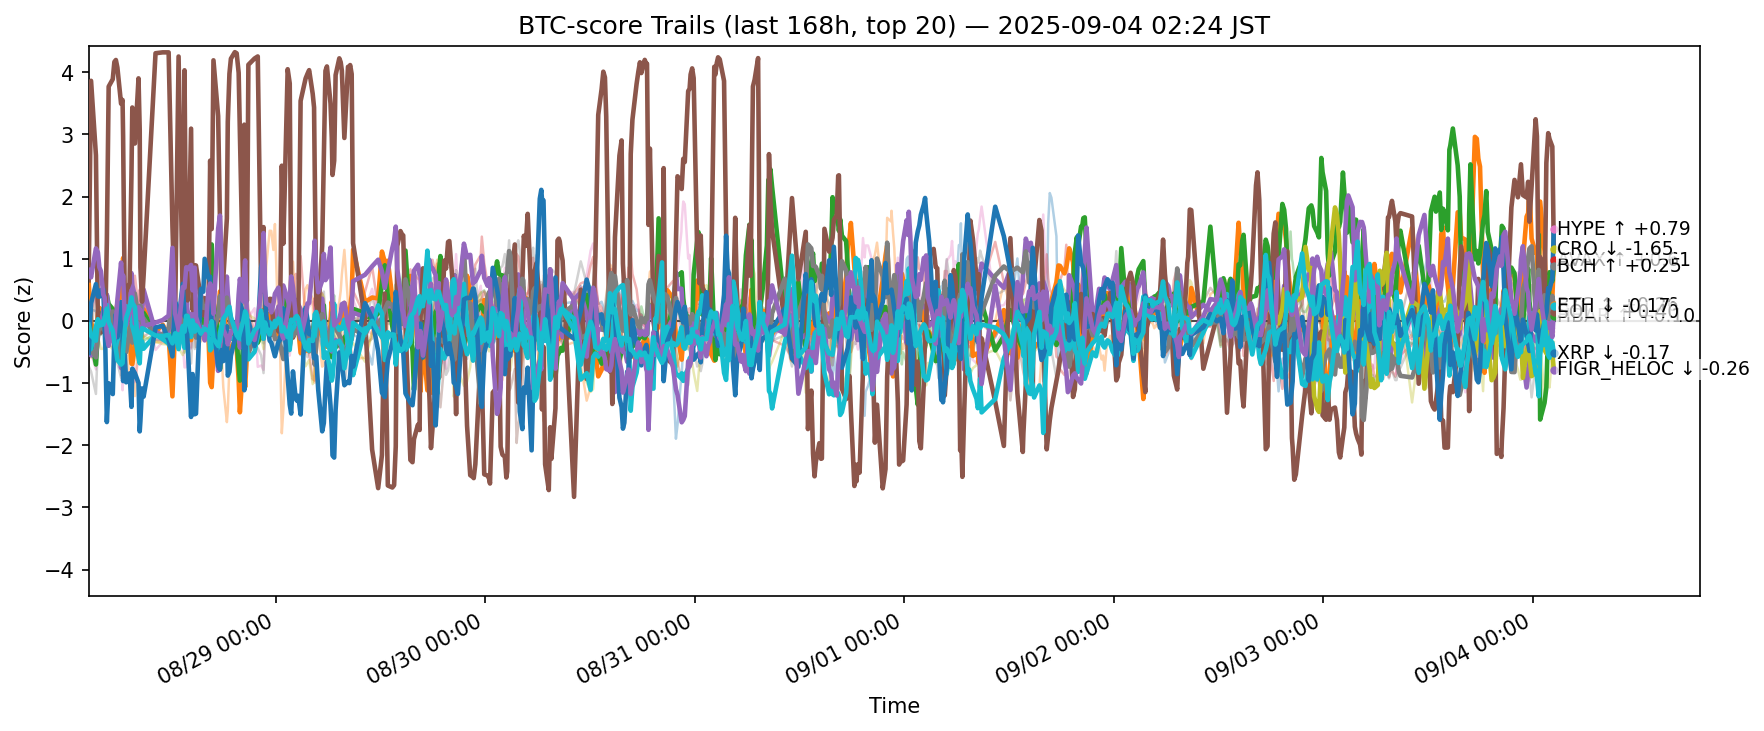 BTC-score Trails (last 168h, top 20) — 2025-09-04 02:24 JST
Score (z)
4
3
2
1
0
−1
−2
−3
−4
HYPE ↑ +0.79
CRO ↓ -1.65
BCH ↑ +0.25
ETH ↓ -0.17
XRP ↓ -0.17
FIGR_HELOC ↓ -0.26
08/29 00:00
08/30 00:00
08/31 00:00
09/01 00:00
09/02 00:00
09/03 00:00
09/04 00:00
Time